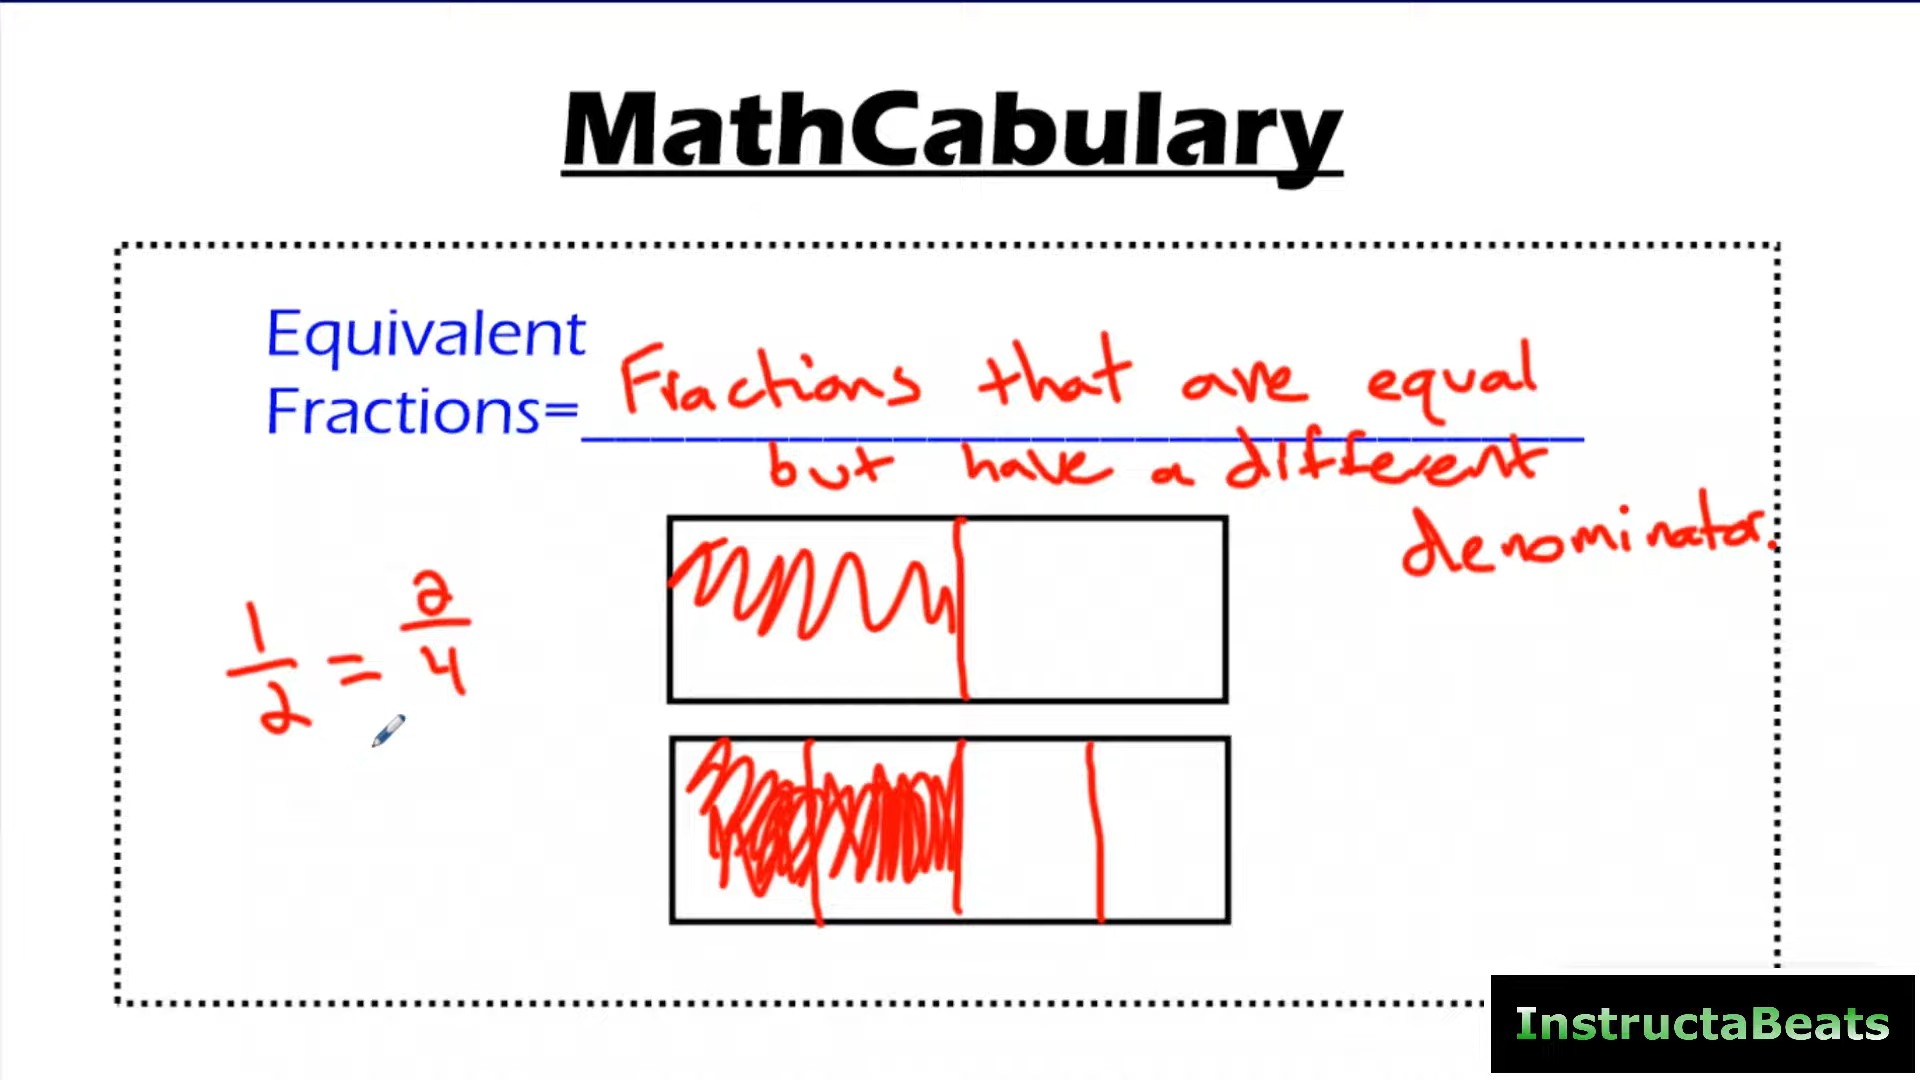 MathCabulary
Equivalent
Fractions= Fractions that are equal
but have a different
denominator.
1/2 = 2/4
InstructaBeats